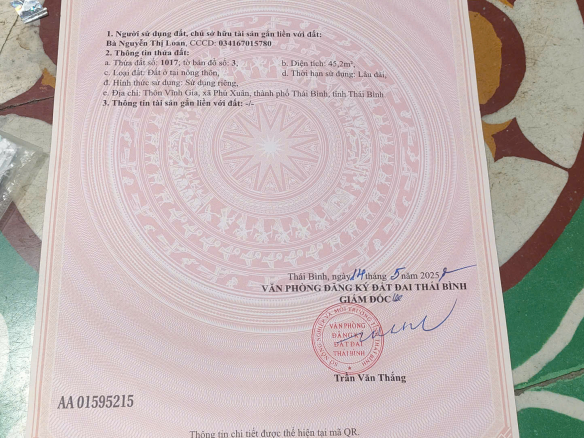 1. Người sử dụng đất, chủ sở hữu tài sản gắn liền với đất:
Bà Nguyễn Thị Loan, CCCD: 034167015780
2. Thông tin thửa đất:
a. Thửa đất số: 1017, tờ bản đồ số: 3. b. Diện tích: 45,2m²,
c. Loại đất: Đất ở tại nông thôn, d. Thời hạn sử dụng: Lâu dài,
đ. Hình thức sử dụng: Sử dụng riêng,
e. Địa chỉ: Thôn Vĩnh Gia, xã Phú Xuân, thành phố Thái Bình, tỉnh Thái Bình
3. Thông tin tài sản gắn liền với đất: -/-
Thái Bình, ngày 14 tháng 5 năm 2025
VĂN PHÒNG ĐĂNG KÝ ĐẤT ĐAI THÁI BÌNH
GIÁM ĐỐC
VĂN PHÒNG
ĐĂNG KÝ
ĐẤT ĐAI
THÁI BÌNH
Trần Văn Thắng
AA 01595215
Thông tin chi tiết được thể hiện tại mã QR.